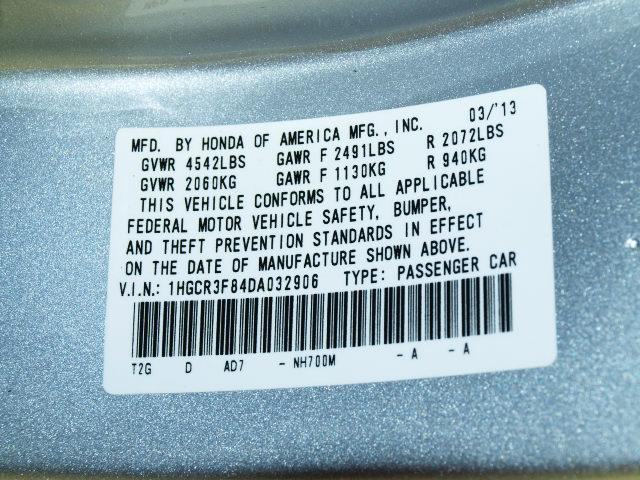 MFD. BY HONDA OF AMERICA MFG., INC. 03/'13
GVWR 4542LBS GAWR F 2491LBS R 2072LBS
GVWR 2060KG GAWR F 1130KG R 940KG
THIS VEHICLE CONFORMS TO ALL APPLICABLE
FEDERAL MOTOR VEHICLE SAFETY, BUMPER,
AND THEFT PREVENTION STANDARDS IN EFFECT
ON THE DATE OF MANUFACTURE SHOWN ABOVE.
V.I.N.: 1HGCR3F84DA032906 TYPE: PASSENGER CAR
T2G D AD7 - NH700M - A - A